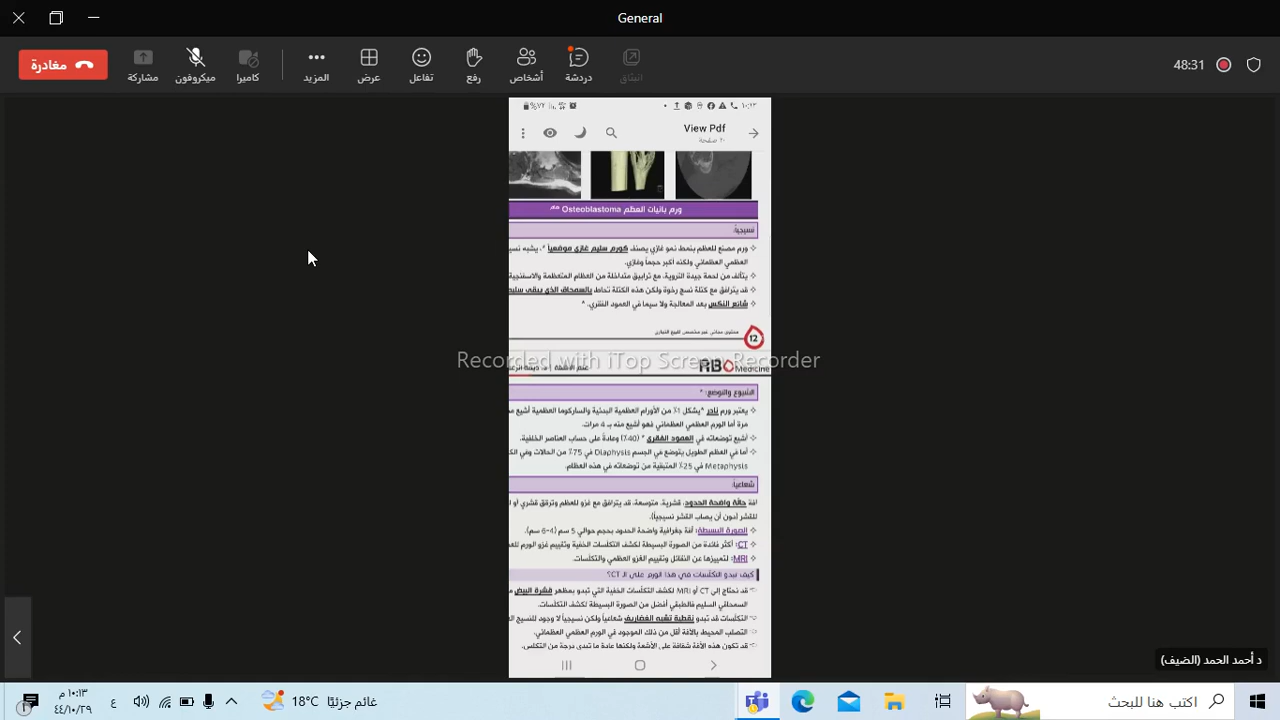 General
مغادرة
مشاركة
ميكروفون
كاميرا
المزيد
عرض
تفاعل
رفع
أشخاص
دردشة
انبثاق
48:31
View Pdf
ورم بانيات العظم Osteoblastoma
نسيجياً:
ورم مصنع للعظم بنمط نمو غازي يصنف كورم سليم غازي موضعياً *، يشبه نسيج
العظمي العظماني ولكنه أكبر حجماً وغازي.
يتألف من لحمة جيدة التروية، مع ترابيق متداخلة من العظام المتعظمة والاسفنجية
قد يترافق مع كتلة نسج رخوة ولكن هذه الكتلة تحاط بالسمحاق الذي يبقى سليم
شائع النكس بعد المعالجة ولا سيما في العمود الفقري. *
12
Recorded with iTop Screen Recorder
RBO Medicine
الشيوع والتوضع: *
يعتبر ورم نادر *يشكل 1٪ من الأورام العظمية البدئية والساركوما العظمية أشيع
مرة أما الورم العظمي العظماني فهو أشيع منه بـ 4 مرات.
أشيع توضعاته في العمود الفقري * (40٪) وعادةً على حساب العناصر الخلفية.
أما في العظم الطويل يتوضع في الجسم Diaphysis في 75٪ من الحالات وفي
Metaphysis في 25٪ المتبقية من توضعاته في هذه العظام.
شعاعياً:
آفة حالّة واضحة الحدود، قشرية، متوسعة، قد يترافق مع غزو للعظم وترقق قشري أو
للقشر (دون أن يصاب القشر نسيجياً).
الصورة البسيطة: آفة جغرافية واضحة الحدود بحجم حوالي 5 سم (4-6 سم).
CT: أكثر فائدة من الصورة البسيطة لكشف التكلسات الخفية وتقييم غزو الورم
MRI: لتمييزها عن النقائل وتقييم الغزو العظمي والتكلسات.
كيف تبدو التكلسات في هذا الورم على الـ CT؟
قد نحتاج إلى CT أو MRI لكشف التكلسات الخفية التي تبدو بمظهر قشرة البيض
السمحاقي السليم فالطبقي أفضل من الصورة البسيطة لكشف التكلسات.
التكلسات قد تبدو نقطية تشبه الغضاريف شعاعياً ولكن نسيجياً لا وجود للنسيج
التصلب المحيط بالآفة أقل من ذلك الموجود في الورم العظمي العظماني.
قد تكون هذه الآفة شفافة على الأشعة ولكنها عادة ما تبدي درجة من التكلس.
د أحمد الحمد (الضيف)
18°C غائم جزئياً
اكتب هنا للبحث